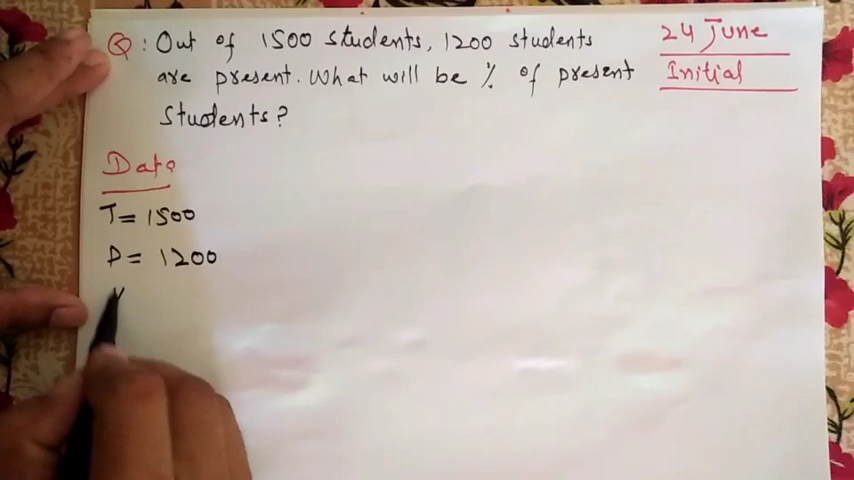 Q: Out of 1500 students, 1200 students
are present. What will be % of present
Students?
24 June
Initial
Data
T= 1500
P= 1200